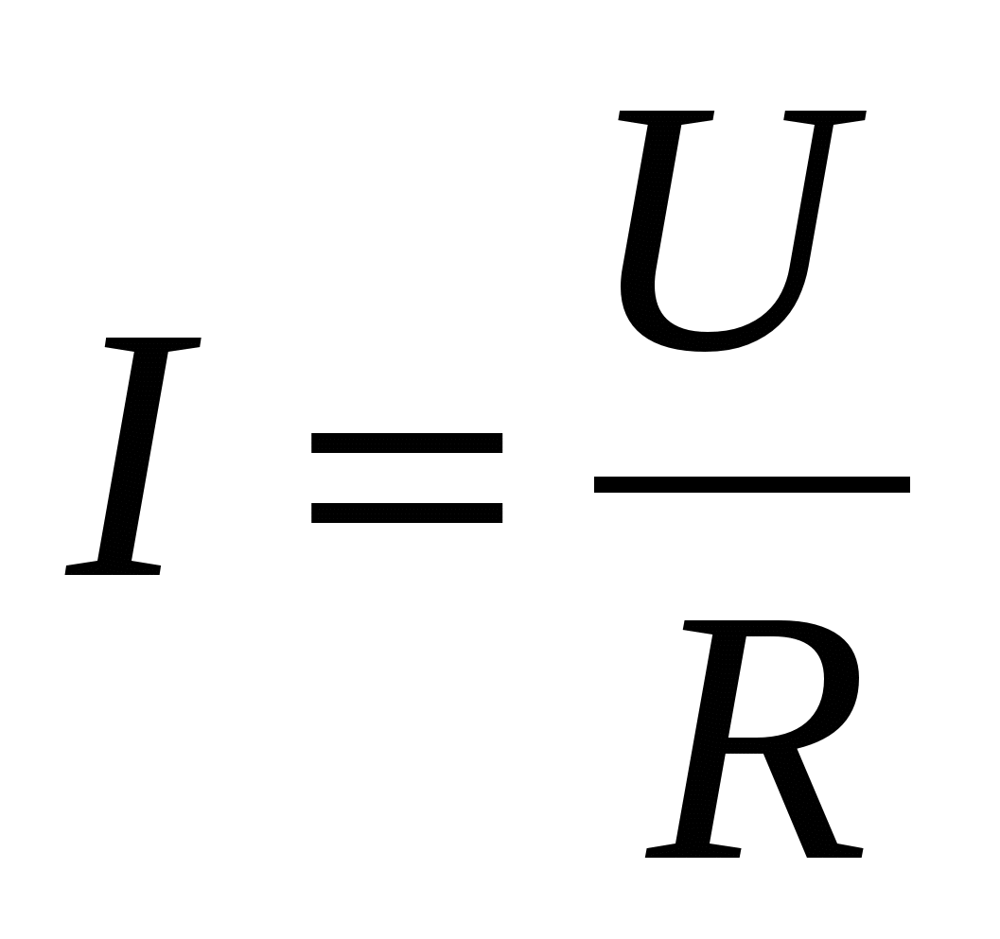 I = U / R